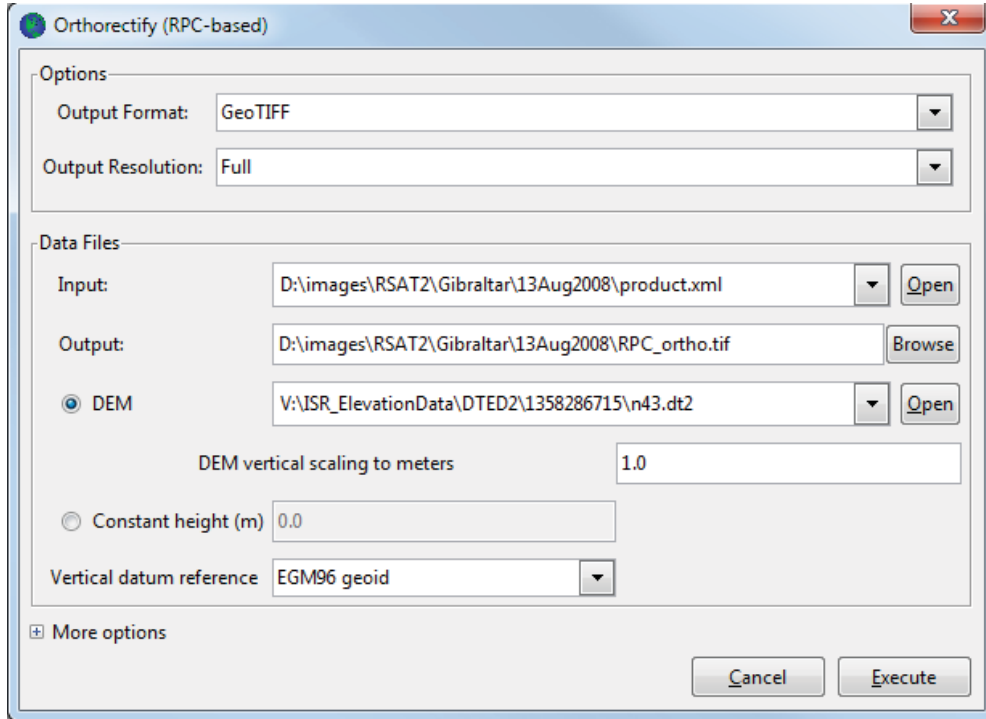 Orthorectify (RPC-based)
Options
Output Format: GeoTIFF
Output Resolution: Full
Data Files
Input: D:\images\RSAT2\Gibraltar\13Aug2008\product.xml Open
Output: D:\images\RSAT2\Gibraltar\13Aug2008\RPC_ortho.tif Browse
DEM V:\ISR_ElevationData\DTED2\1358286715\n43.dt2 Open
DEM vertical scaling to meters 1.0
Constant height (m) 0.0
Vertical datum reference EGM96 geoid
More options
Cancel Execute